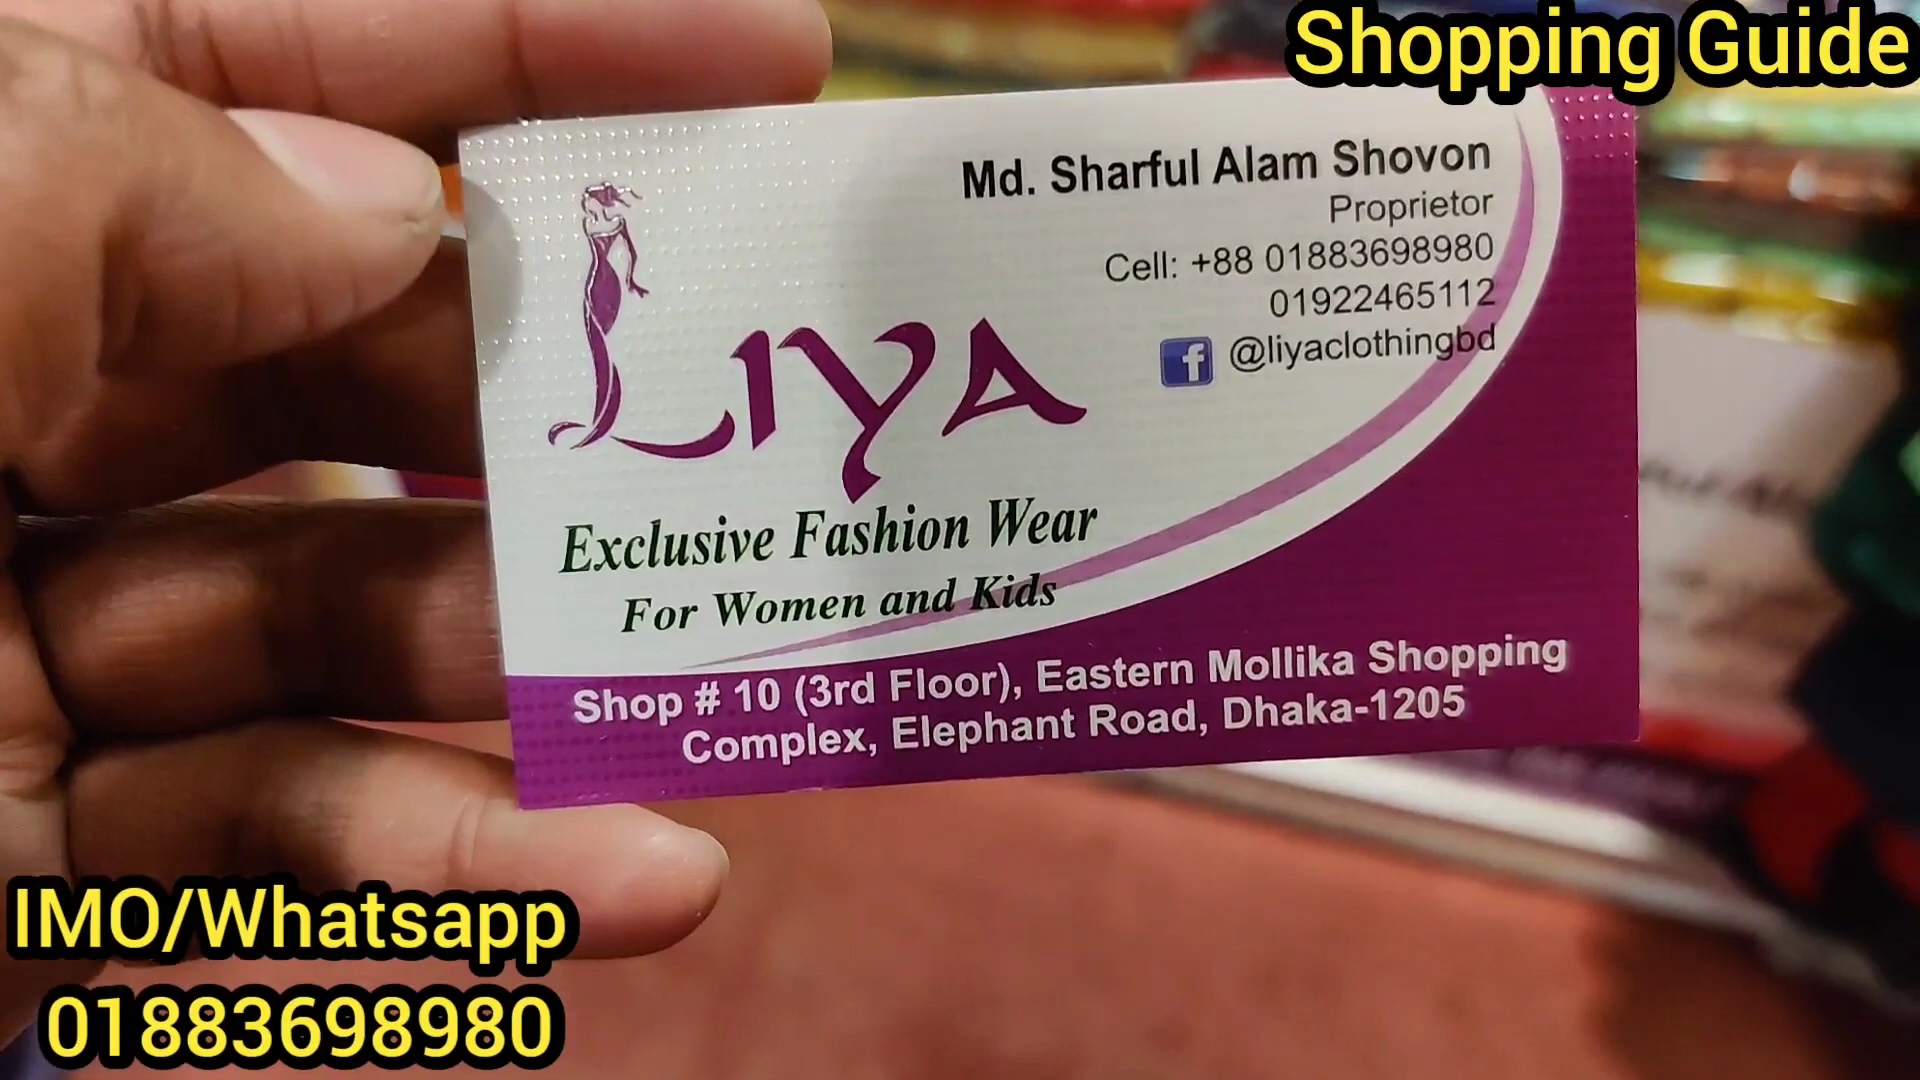 Shopping Guide
Md. Sharful Alam Shovon
Proprietor
Cell: +88 01883698980
01922465112
f @liyaclothingbd
LIYA
Exclusive Fashion Wear
For Women and Kids
Shop # 10 (3rd Floor), Eastern Mollika Shopping
Complex, Elephant Road, Dhaka-1205
IMO/Whatsapp
01883698980